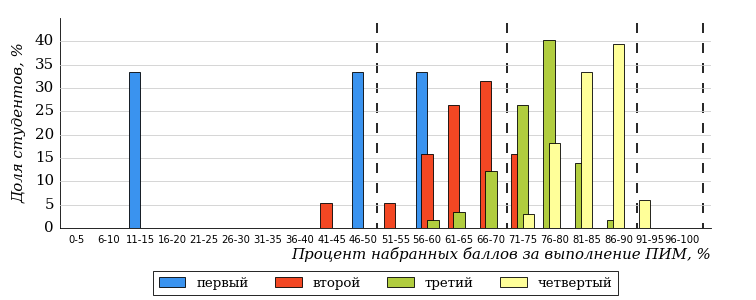 Доля студентов, %
40
35
30
25
20
15
10
5
0
0-5 6-10 11-15 16-20 21-25 26-30 31-35 36-40 41-45 46-50 51-55 56-60 61-65 66-70 71-75 76-80 81-85 86-90 91-95 96-100
Процент набранных баллов за выполнение ПИМ, %
первый второй третий четвертый